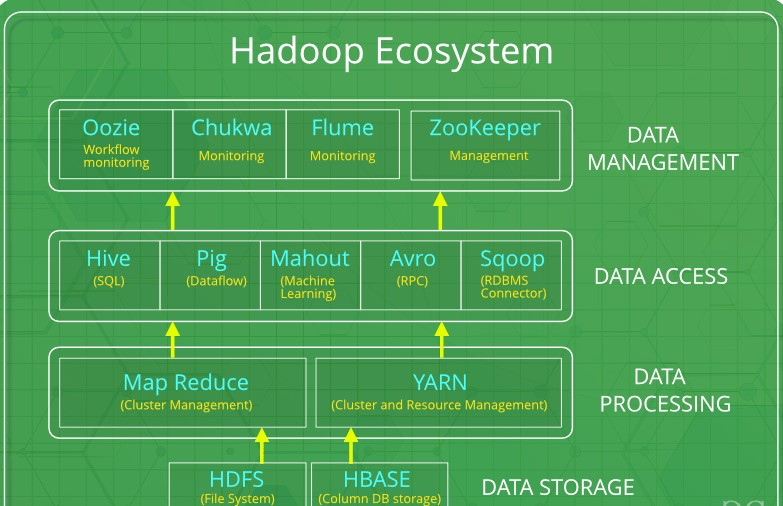 Hadoop Ecosystem
Oozie
Workflow
monitoring
Chukwa
Monitoring
Flume
Monitoring
ZooKeeper
Management
DATA
MANAGEMENT
Hive
(SQL)
Pig
(Dataflow)
Mahout
(Machine
Learning)
Avro
(RPC)
Sqoop
(RDBMS
Connector)
DATA ACCESS
Map Reduce
(Cluster Management)
YARN
(Cluster and Resource Management)
DATA
PROCESSING
HDFS
(File System)
HBASE
(Column DB storage)
DATA STORAGE